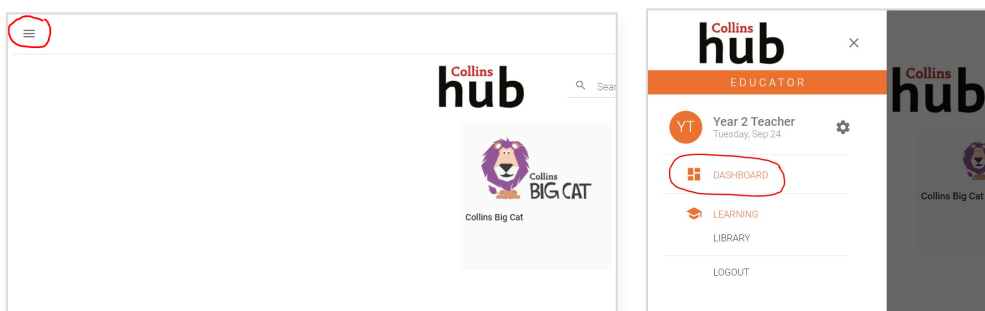 Collins
hub
Sear
Collins
BIG CAT
Collins Big Cat
Collins
hub
EDUCATOR
YT
Year 2 Teacher
Tuesday, Sep 24
DASHBOARD
LEARNING
LIBRARY
LOGOUT
Collins
hub
Collins Big Cat